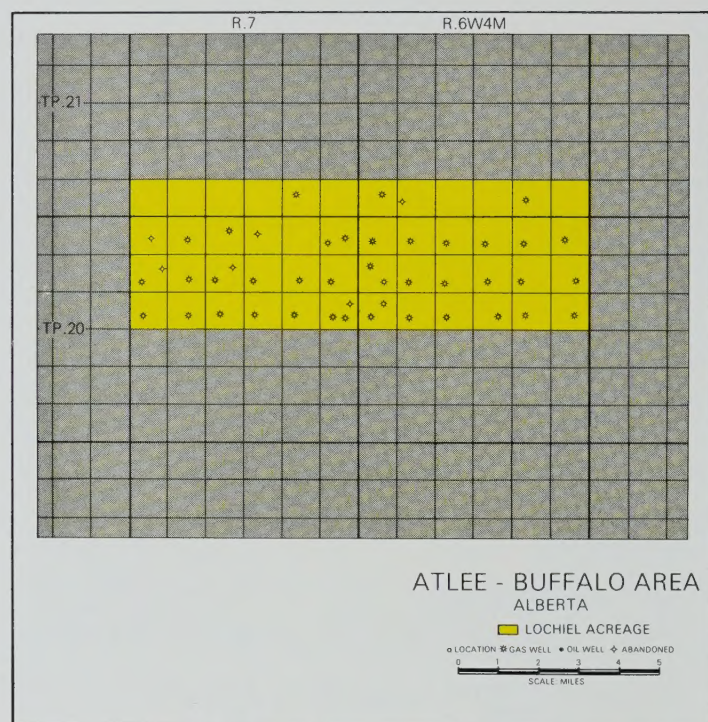 R.7 R.6W4M
TP.21
TP.20
ATLEE - BUFFALO AREA
ALBERTA
LOCHIEL ACREAGE
LOCATION GAS WELL OIL WELL ABANDONED
0 1 2 3 4 5
SCALE: MILES